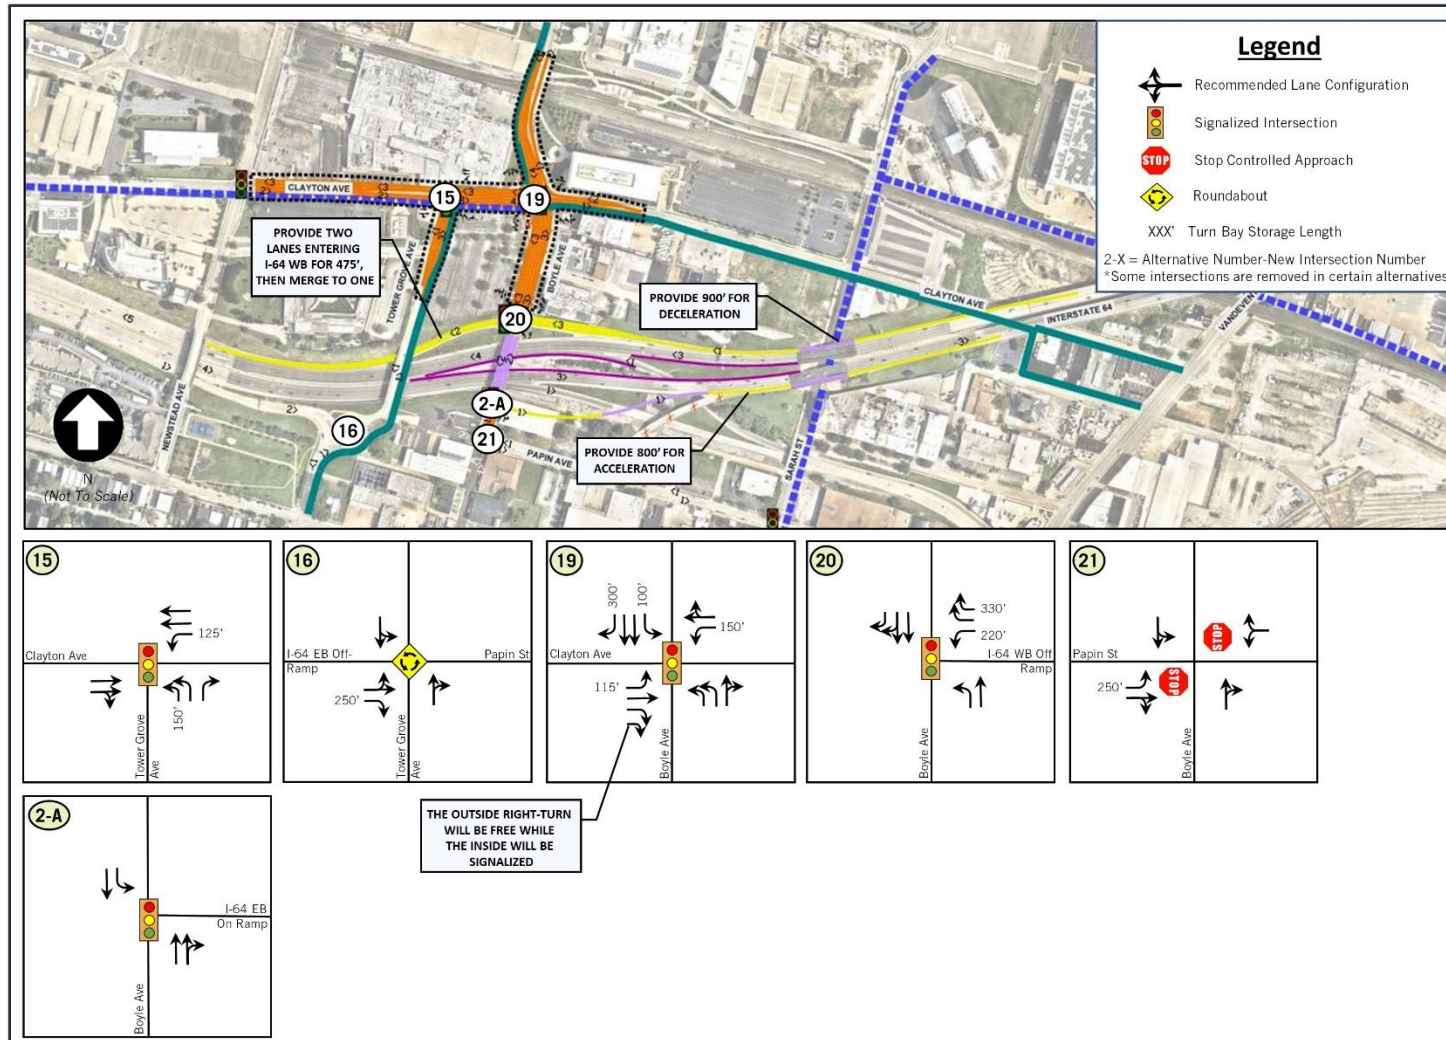 Legend
Recommended Lane Configuration
Signalized Intersection
STOP
Stop Controlled Approach
Roundabout
XXX' Turn Bay Storage Length
2-X = Alternative Number-New Intersection Number
*Some intersections are removed in certain alternatives
CLAYTON AVE
15
19
PROVIDE TWO
LANES ENTERING
I-64 WB FOR 475',
THEN MERGE TO ONE
TOWER GROVE AVE
BOYLE AVE
20
PROVIDE 900' FOR
DECELERATION
CLAYTON AVE
INTERSTATE 64
NEWSTEAD AVE
2-A
16
21
PAPIN AVE
PROVIDE 800' FOR
ACCELERATION
SARAH ST
N
(Not To Scale)
15
125'
Clayton Ave
150'
Tower Grove
Ave
16
I-64 EB Off-
Ramp
Papin St
250'
Tower Grove
Ave
19
300'
100'
150'
Clayton Ave
115'
Boyle Ave
20
330'
220'
I-64 WB Off
Ramp
Boyle Ave
21
STOP
Papin St
250'
STOP
Boyle Ave
THE OUTSIDE RIGHT-TURN
WILL BE FREE WHILE
THE INSIDE WILL BE
SIGNALIZED
2-A
I-64 EB
On Ramp
Boyle Ave